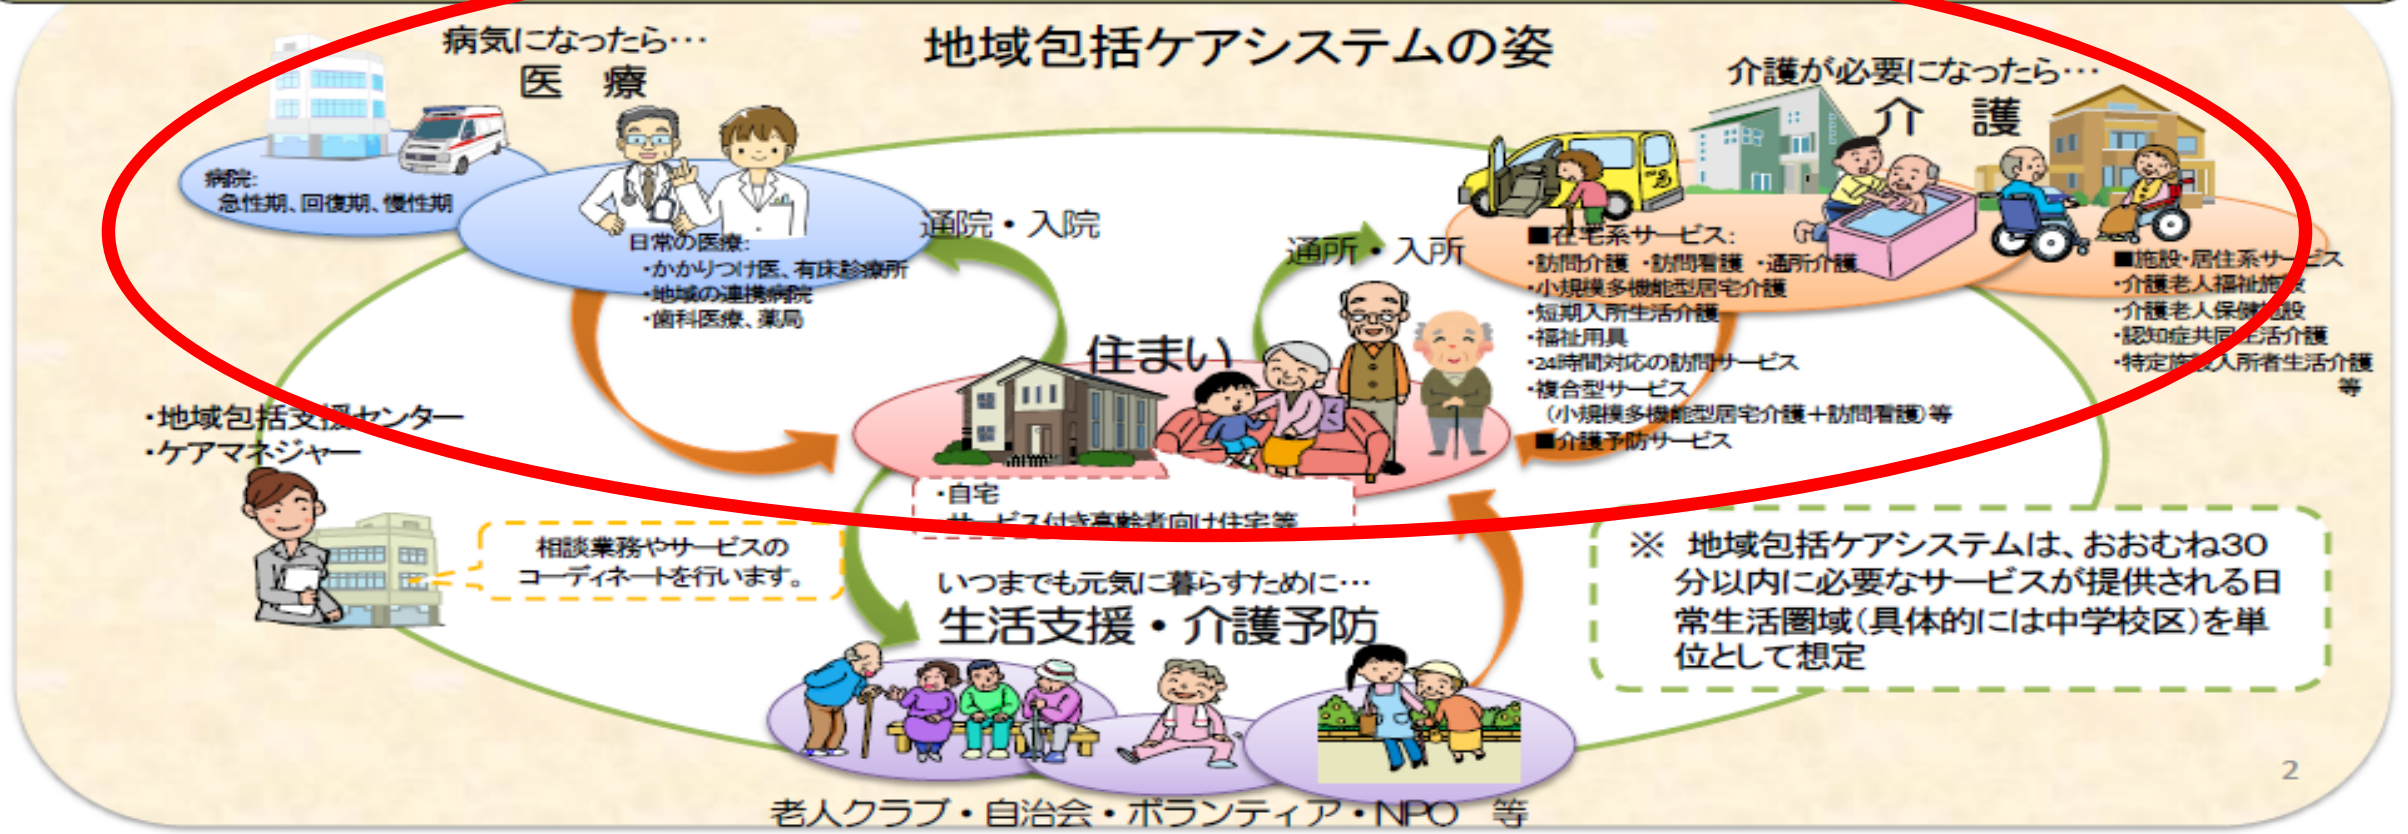 地域包括ケアシステムの姿
病気になったら…
医 療
病院:
急性期、回復期、慢性期
日常の医療:
・かかりつけ医、有床診療所
・地域の連携病院
・歯科医療、薬局
通院・入院
通所・入所
介護が必要になったら…
介 護
■在宅系サービス:
・訪問介護 ・訪問看護 ・通所介護
・小規模多機能型居宅介護
・短期入所生活介護
・福祉用具
・24時間対応の訪問サービス
・複合型サービス
(小規模多機能型居宅介護+訪問看護)等
■介護予防サービス
■施設・居住系サービス
・介護老人福祉施設
・介護老人保健施設
・認知症共同生活介護
・特定施設入所者生活介護
等
住まい
・自宅
・サービス付き高齢者向け住宅等
・地域包括支援センター
・ケアマネジャー
相談業務やサービスの
コーディネートを行います。
いつまでも元気に暮らすために…
生活支援・介護予防
老人クラブ・自治会・ボランティア・NPO 等
※ 地域包括ケアシステムは、おおむね30
分以内に必要なサービスが提供される日
常生活圏域(具体的には中学校区)を単
位として想定
2